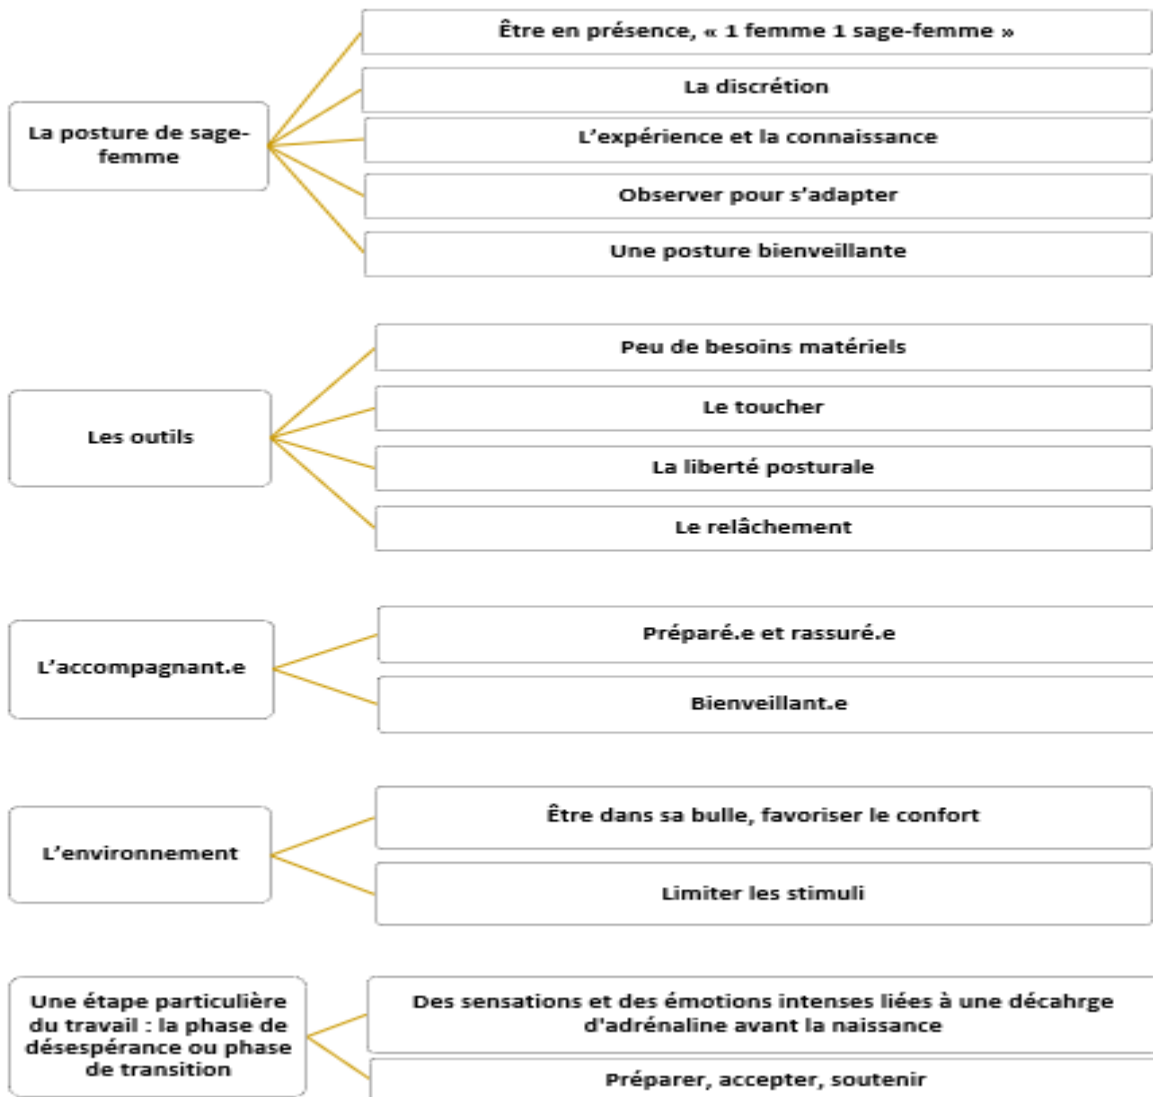 La posture de sage-
femme
Être en présence, « 1 femme 1 sage-femme »
La discrétion
L’expérience et la connaissance
Observer pour s’adapter
Une posture bienveillante
Les outils
Peu de besoins matériels
Le toucher
La liberté posturale
Le relâchement
L’accompagnant.e
Préparé.e et rassuré.e
Bienveillant.e
L’environnement
Être dans sa bulle, favoriser le confort
Limiter les stimuli
Une étape particulière
du travail : la phase de
désespérance ou phase
de transition
Des sensations et des émotions intenses liées à une décahrge
d'adrénaline avant la naissance
Préparer, accepter, soutenir